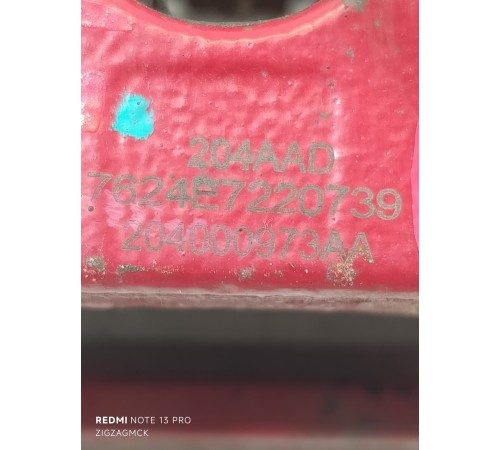 204AAD
7624E7220739
204000973AA
REDMI NOTE 13 PRO
ZIGZAGMCK